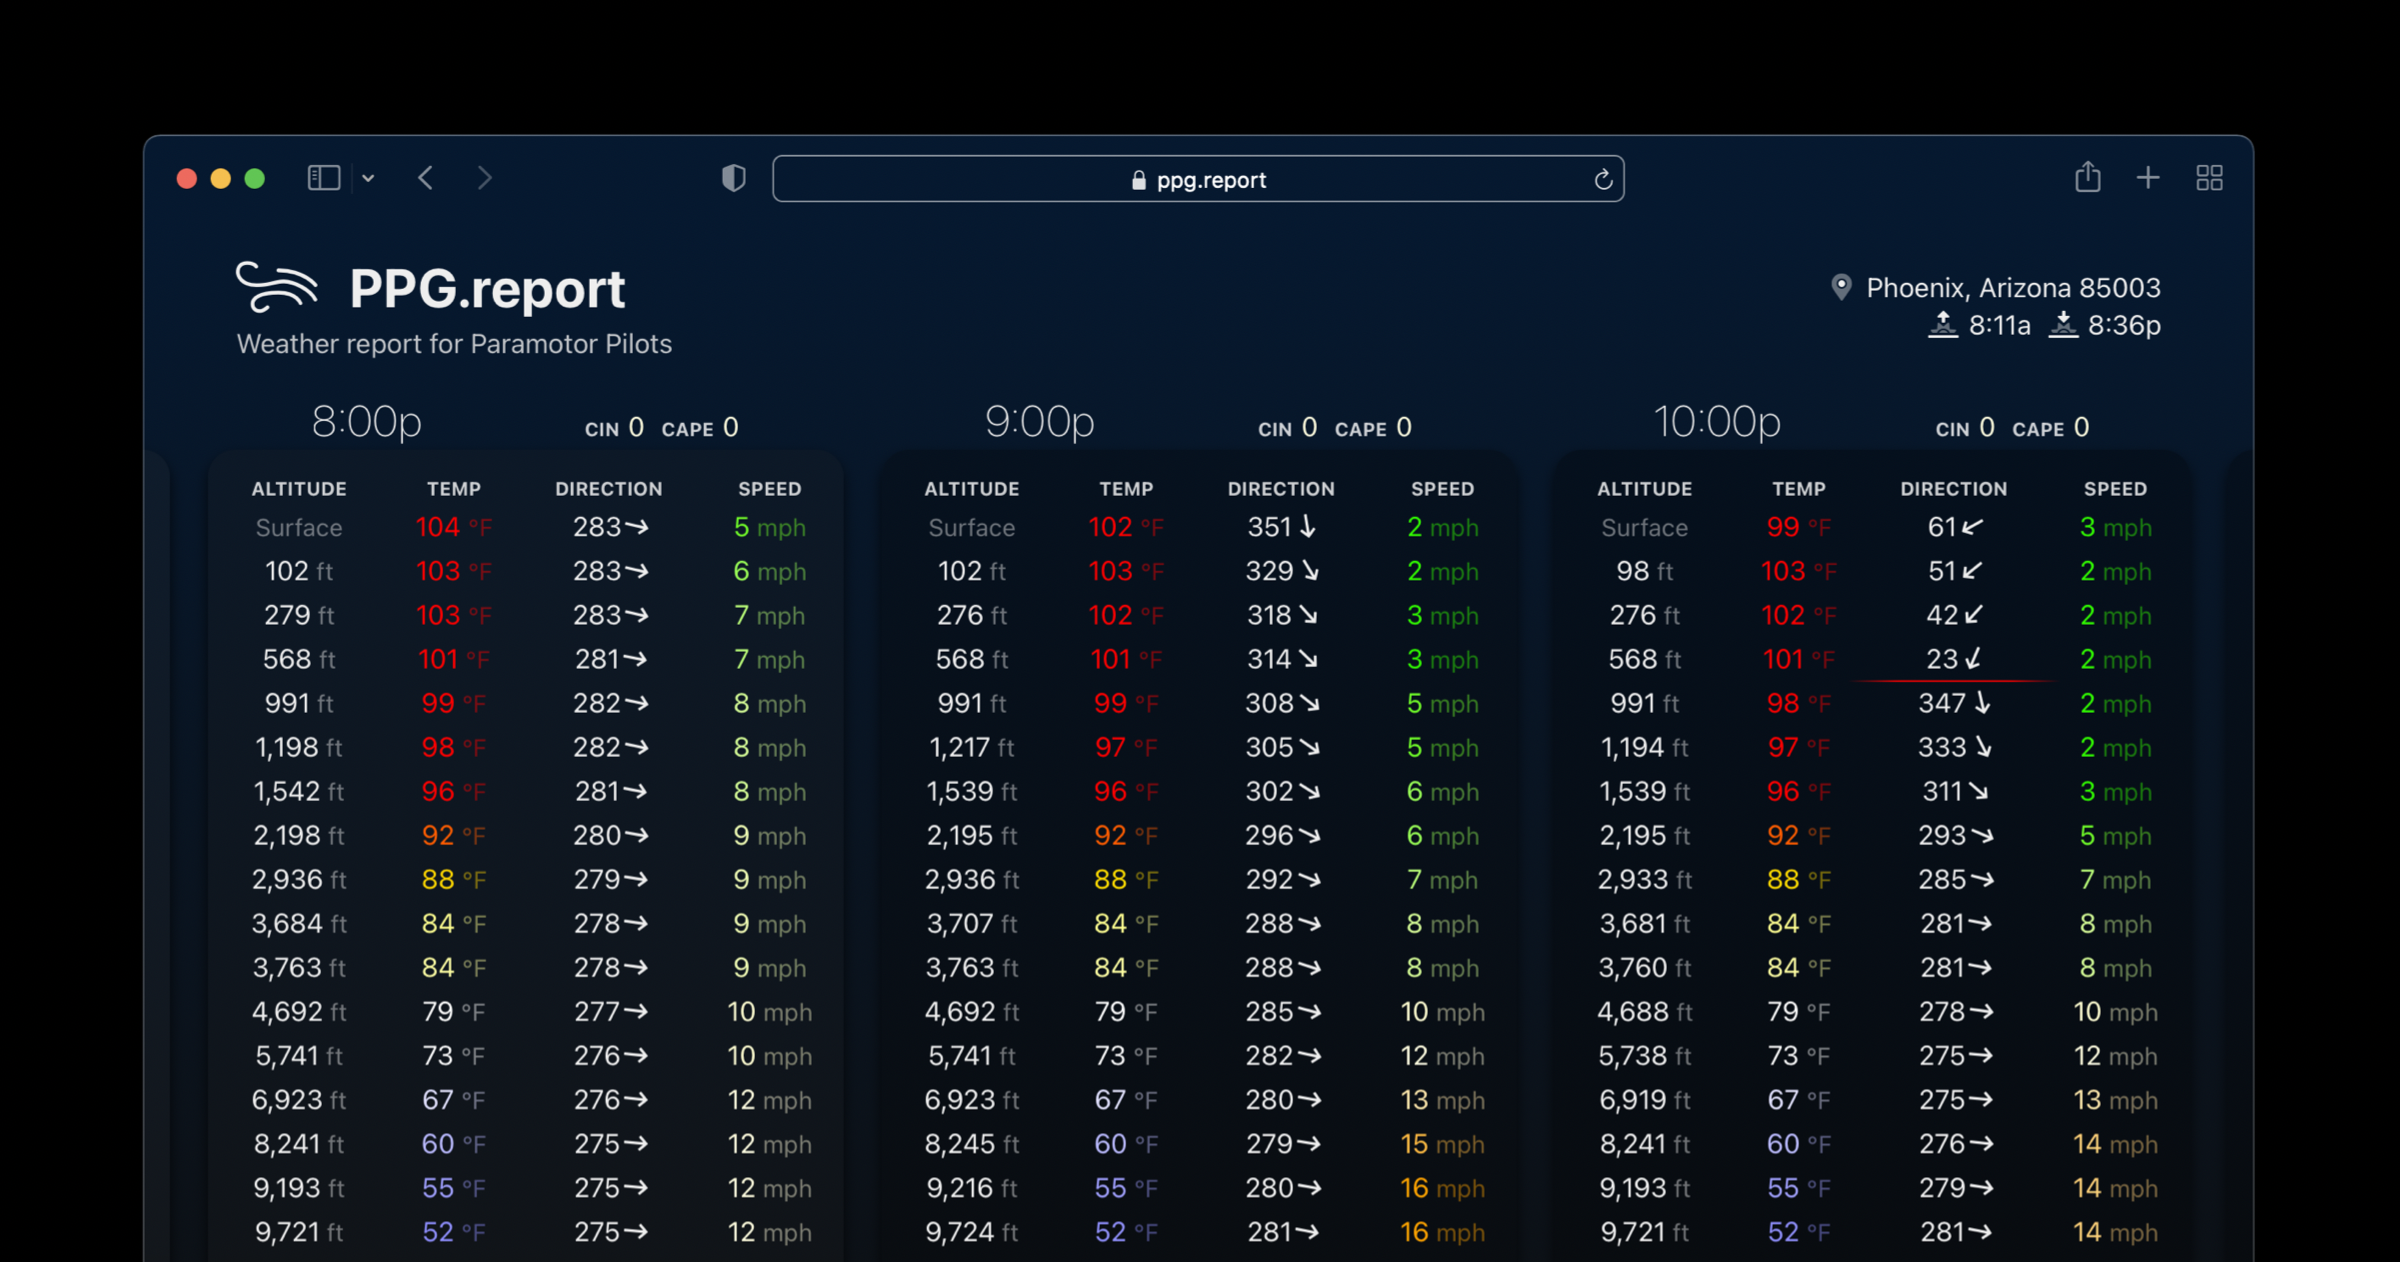 ppg.report
PPG.report
Weather report for Paramotor Pilots
Phoenix, Arizona 85003
8:11a 8:36p
8:00p CIN 0 CAPE 0
ALTITUDE TEMP DIRECTION SPEED
Surface 104 °F 283→ 5 mph
102 ft 103 °F 283→ 6 mph
279 ft 103 °F 283→ 7 mph
568 ft 101 °F 281→ 7 mph
991 ft 99 °F 282→ 8 mph
1,198 ft 98 °F 282→ 8 mph
1,542 ft 96 °F 281→ 8 mph
2,198 ft 92 °F 280→ 9 mph
2,936 ft 88 °F 279→ 9 mph
3,684 ft 84 °F 278→ 9 mph
3,763 ft 84 °F 278→ 9 mph
4,692 ft 79 °F 277→ 10 mph
5,741 ft 73 °F 276→ 10 mph
6,923 ft 67 °F 276→ 12 mph
8,241 ft 60 °F 275→ 12 mph
9,193 ft 55 °F 275→ 12 mph
9,721 ft 52 °F 275→ 12 mph
9:00p CIN 0 CAPE 0
ALTITUDE TEMP DIRECTION SPEED
Surface 102 °F 351↓ 2 mph
102 ft 103 °F 329↘ 2 mph
276 ft 102 °F 318↘ 3 mph
568 ft 101 °F 314↘ 3 mph
991 ft 99 °F 308↘ 5 mph
1,217 ft 97 °F 305↘ 5 mph
1,539 ft 96 °F 302↘ 6 mph
2,195 ft 92 °F 296→ 6 mph
2,936 ft 88 °F 292→ 7 mph
3,707 ft 84 °F 288→ 8 mph
3,763 ft 84 °F 288→ 8 mph
4,692 ft 79 °F 285→ 10 mph
5,741 ft 73 °F 282→ 12 mph
6,923 ft 67 °F 280→ 13 mph
8,245 ft 60 °F 279→ 15 mph
9,216 ft 55 °F 280→ 16 mph
9,724 ft 52 °F 281→ 16 mph
10:00p CIN 0 CAPE 0
ALTITUDE TEMP DIRECTION SPEED
Surface 99 °F 61↙ 3 mph
98 ft 103 °F 51↙ 2 mph
276 ft 102 °F 42↙ 2 mph
568 ft 101 °F 23↙ 2 mph
991 ft 98 °F 347↓ 2 mph
1,194 ft 97 °F 333↘ 2 mph
1,539 ft 96 °F 311↘ 3 mph
2,195 ft 92 °F 293→ 5 mph
2,933 ft 88 °F 285→ 7 mph
3,681 ft 84 °F 281→ 8 mph
3,760 ft 84 °F 281→ 8 mph
4,688 ft 79 °F 278→ 10 mph
5,738 ft 73 °F 275→ 12 mph
6,919 ft 67 °F 275→ 13 mph
8,241 ft 60 °F 276→ 14 mph
9,193 ft 55 °F 279→ 14 mph
9,721 ft 52 °F 281→ 14 mph